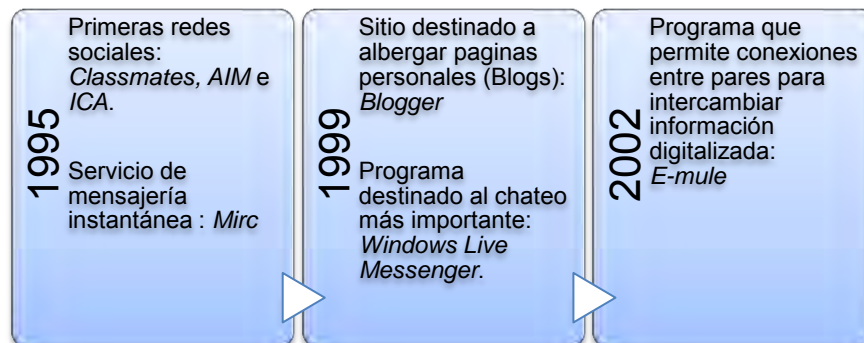 1995
Primeras redes
sociales:
Classmates, AIM e
ICA.
Servicio de
mensajería
instantánea : Mirc
1999
Sitio destinado a
albergar paginas
personales (Blogs):
Blogger
Programa
destinado al chateo
más importante:
Windows Live
Messenger.
2002
Programa que
permite conexiones
entre pares para
intercambiar
información
digitalizada:
E-mule